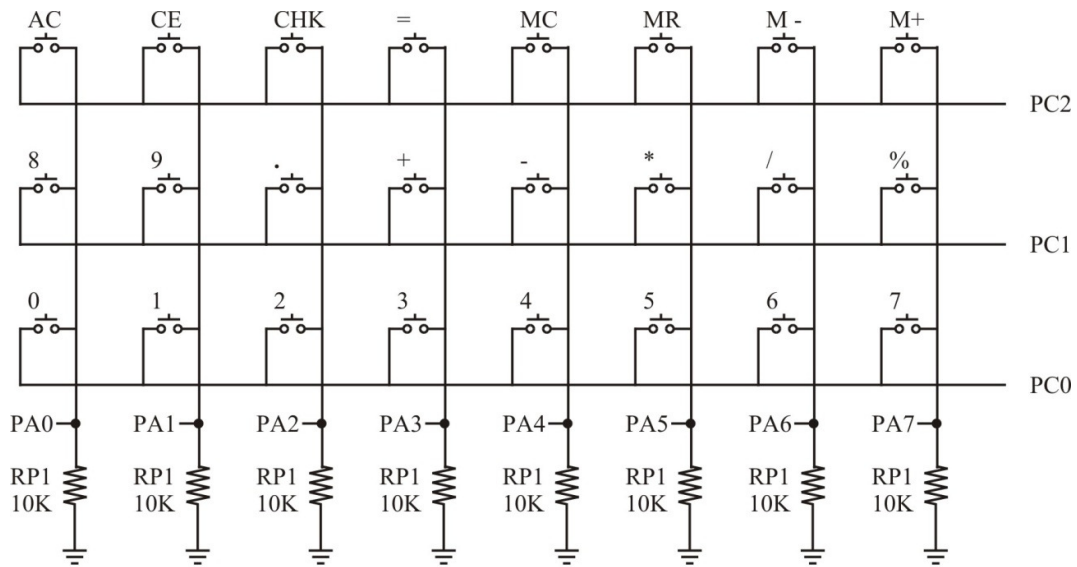 AC CE CHK = MC MR M - M+
PC2
8 9 . + - * / %
PC1
0 1 2 3 4 5 6 7
PC0
PA0 PA1 PA2 PA3 PA4 PA5 PA6 PA7
RP1 RP1 RP1 RP1 RP1 RP1 RP1 RP1
10K 10K 10K 10K 10K 10K 10K 10K